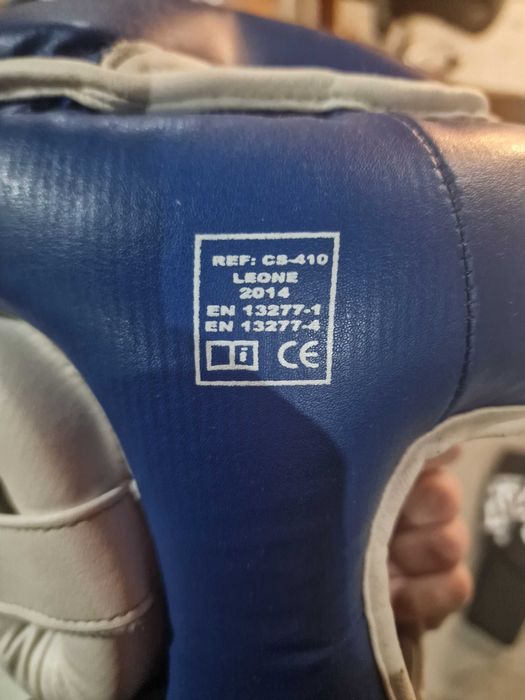 REF: CS-410
LEONE
2014
EN 13277-1
EN 13277-4
i CE